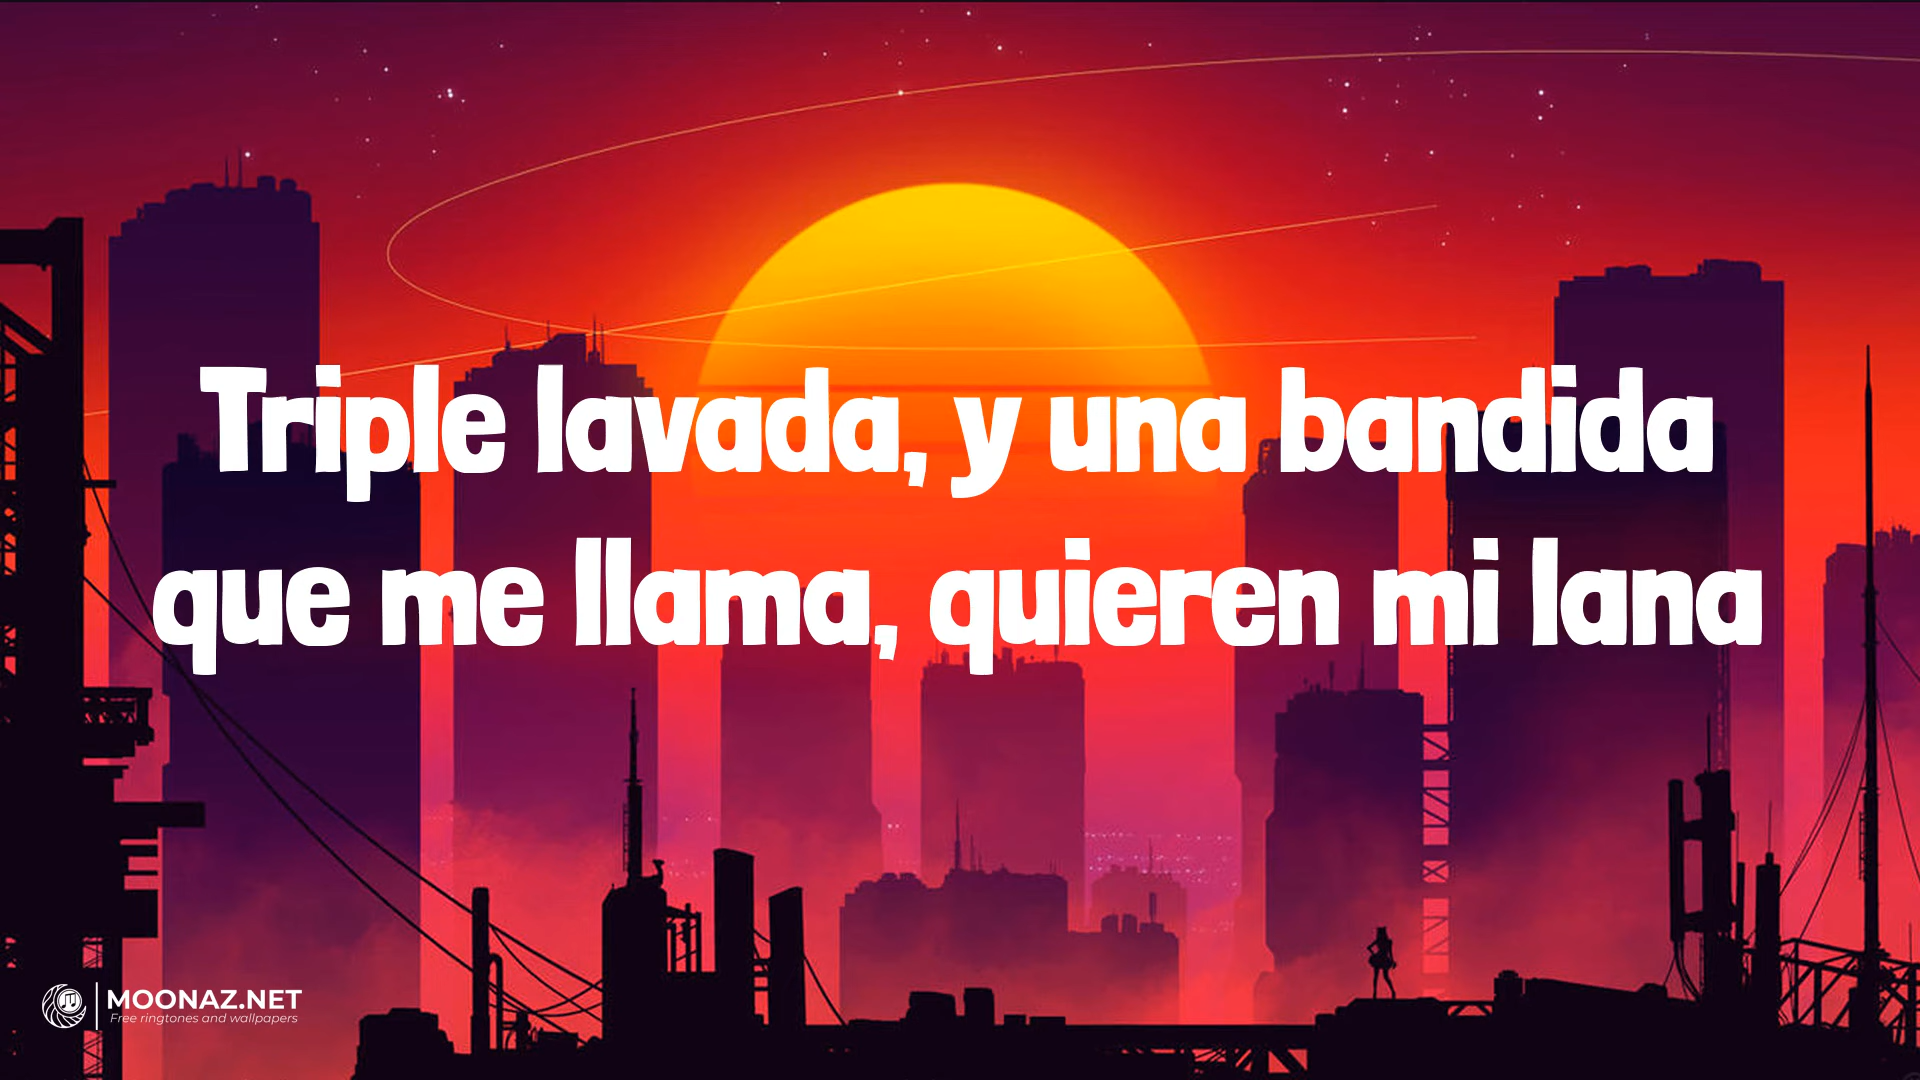 Triple lavada, y una bandida
que me llama, quieren mi lana
MOONAZ.NET
Free ringtones and wallpapers